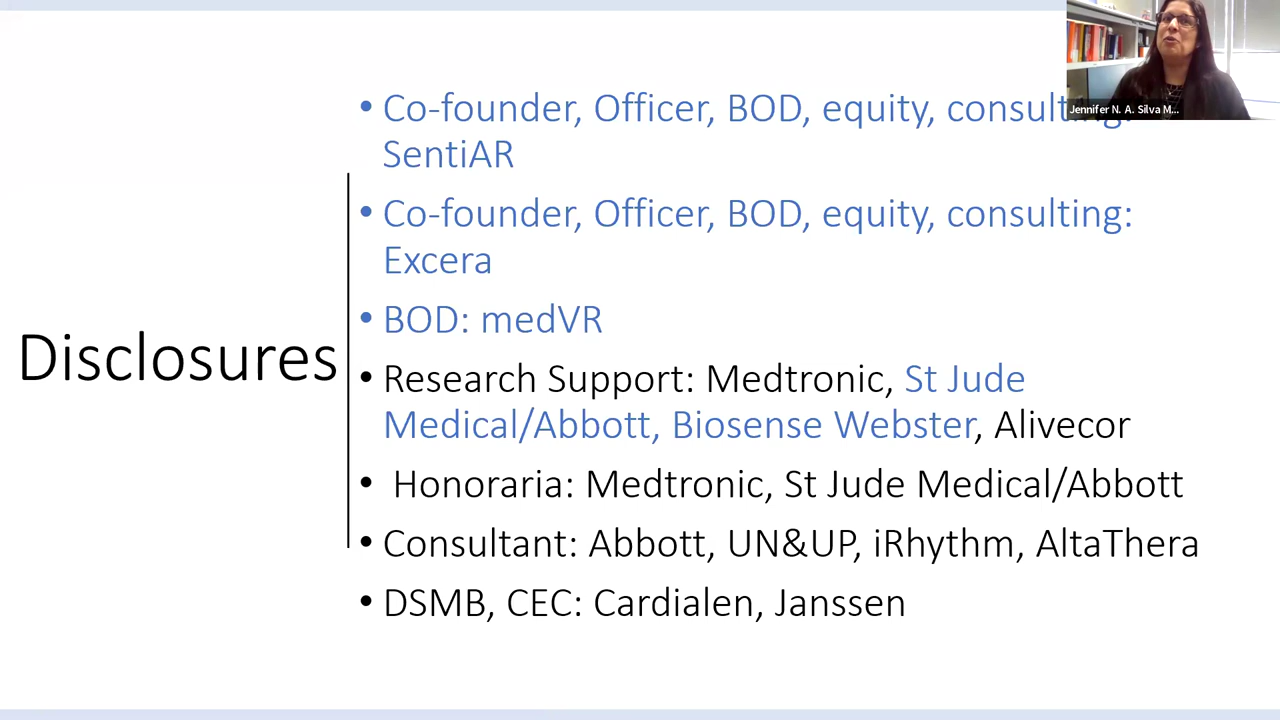 Jennifer N. A. Silva M...
• Co-founder, Officer, BOD, equity, consulting:
SentiAR
• Co-founder, Officer, BOD, equity, consulting:
Excera
• BOD: medVR
Disclosures
• Research Support: Medtronic, St Jude
Medical/Abbott, Biosense Webster, Alivecor
• Honoraria: Medtronic, St Jude Medical/Abbott
• Consultant: Abbott, UN&UP, iRhythm, AltaThera
• DSMB, CEC: Cardialen, Janssen